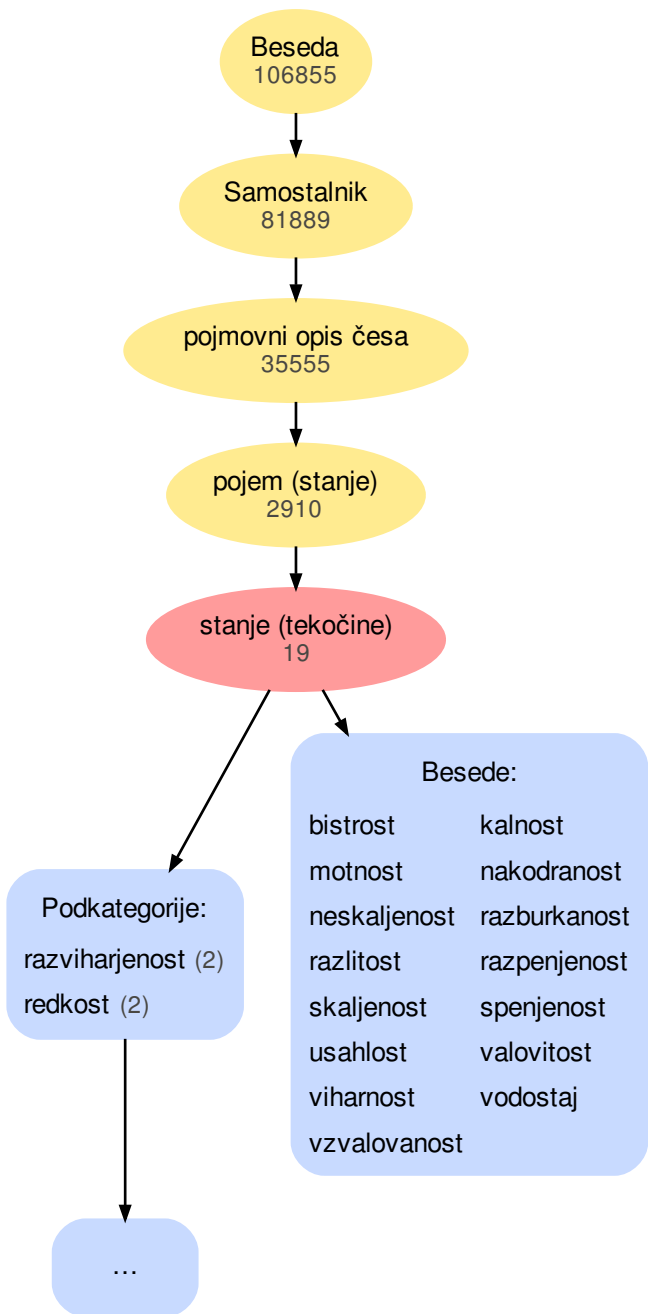 Beseda
106855
Samostalnik
81889
pojmovni opis česa
35555
pojem (stanje)
2910
stanje (tekočine)
19
Besede:
bistrost kalnost
motnost nakodranost
neskaljenost razburkanost
razlitost razpenjenost
skaljenost spenjenost
usahlost valovitost
viharnost vodostaj
vzvalovanost
Podkategorije:
razviharjenost (2)
redkost (2)
…